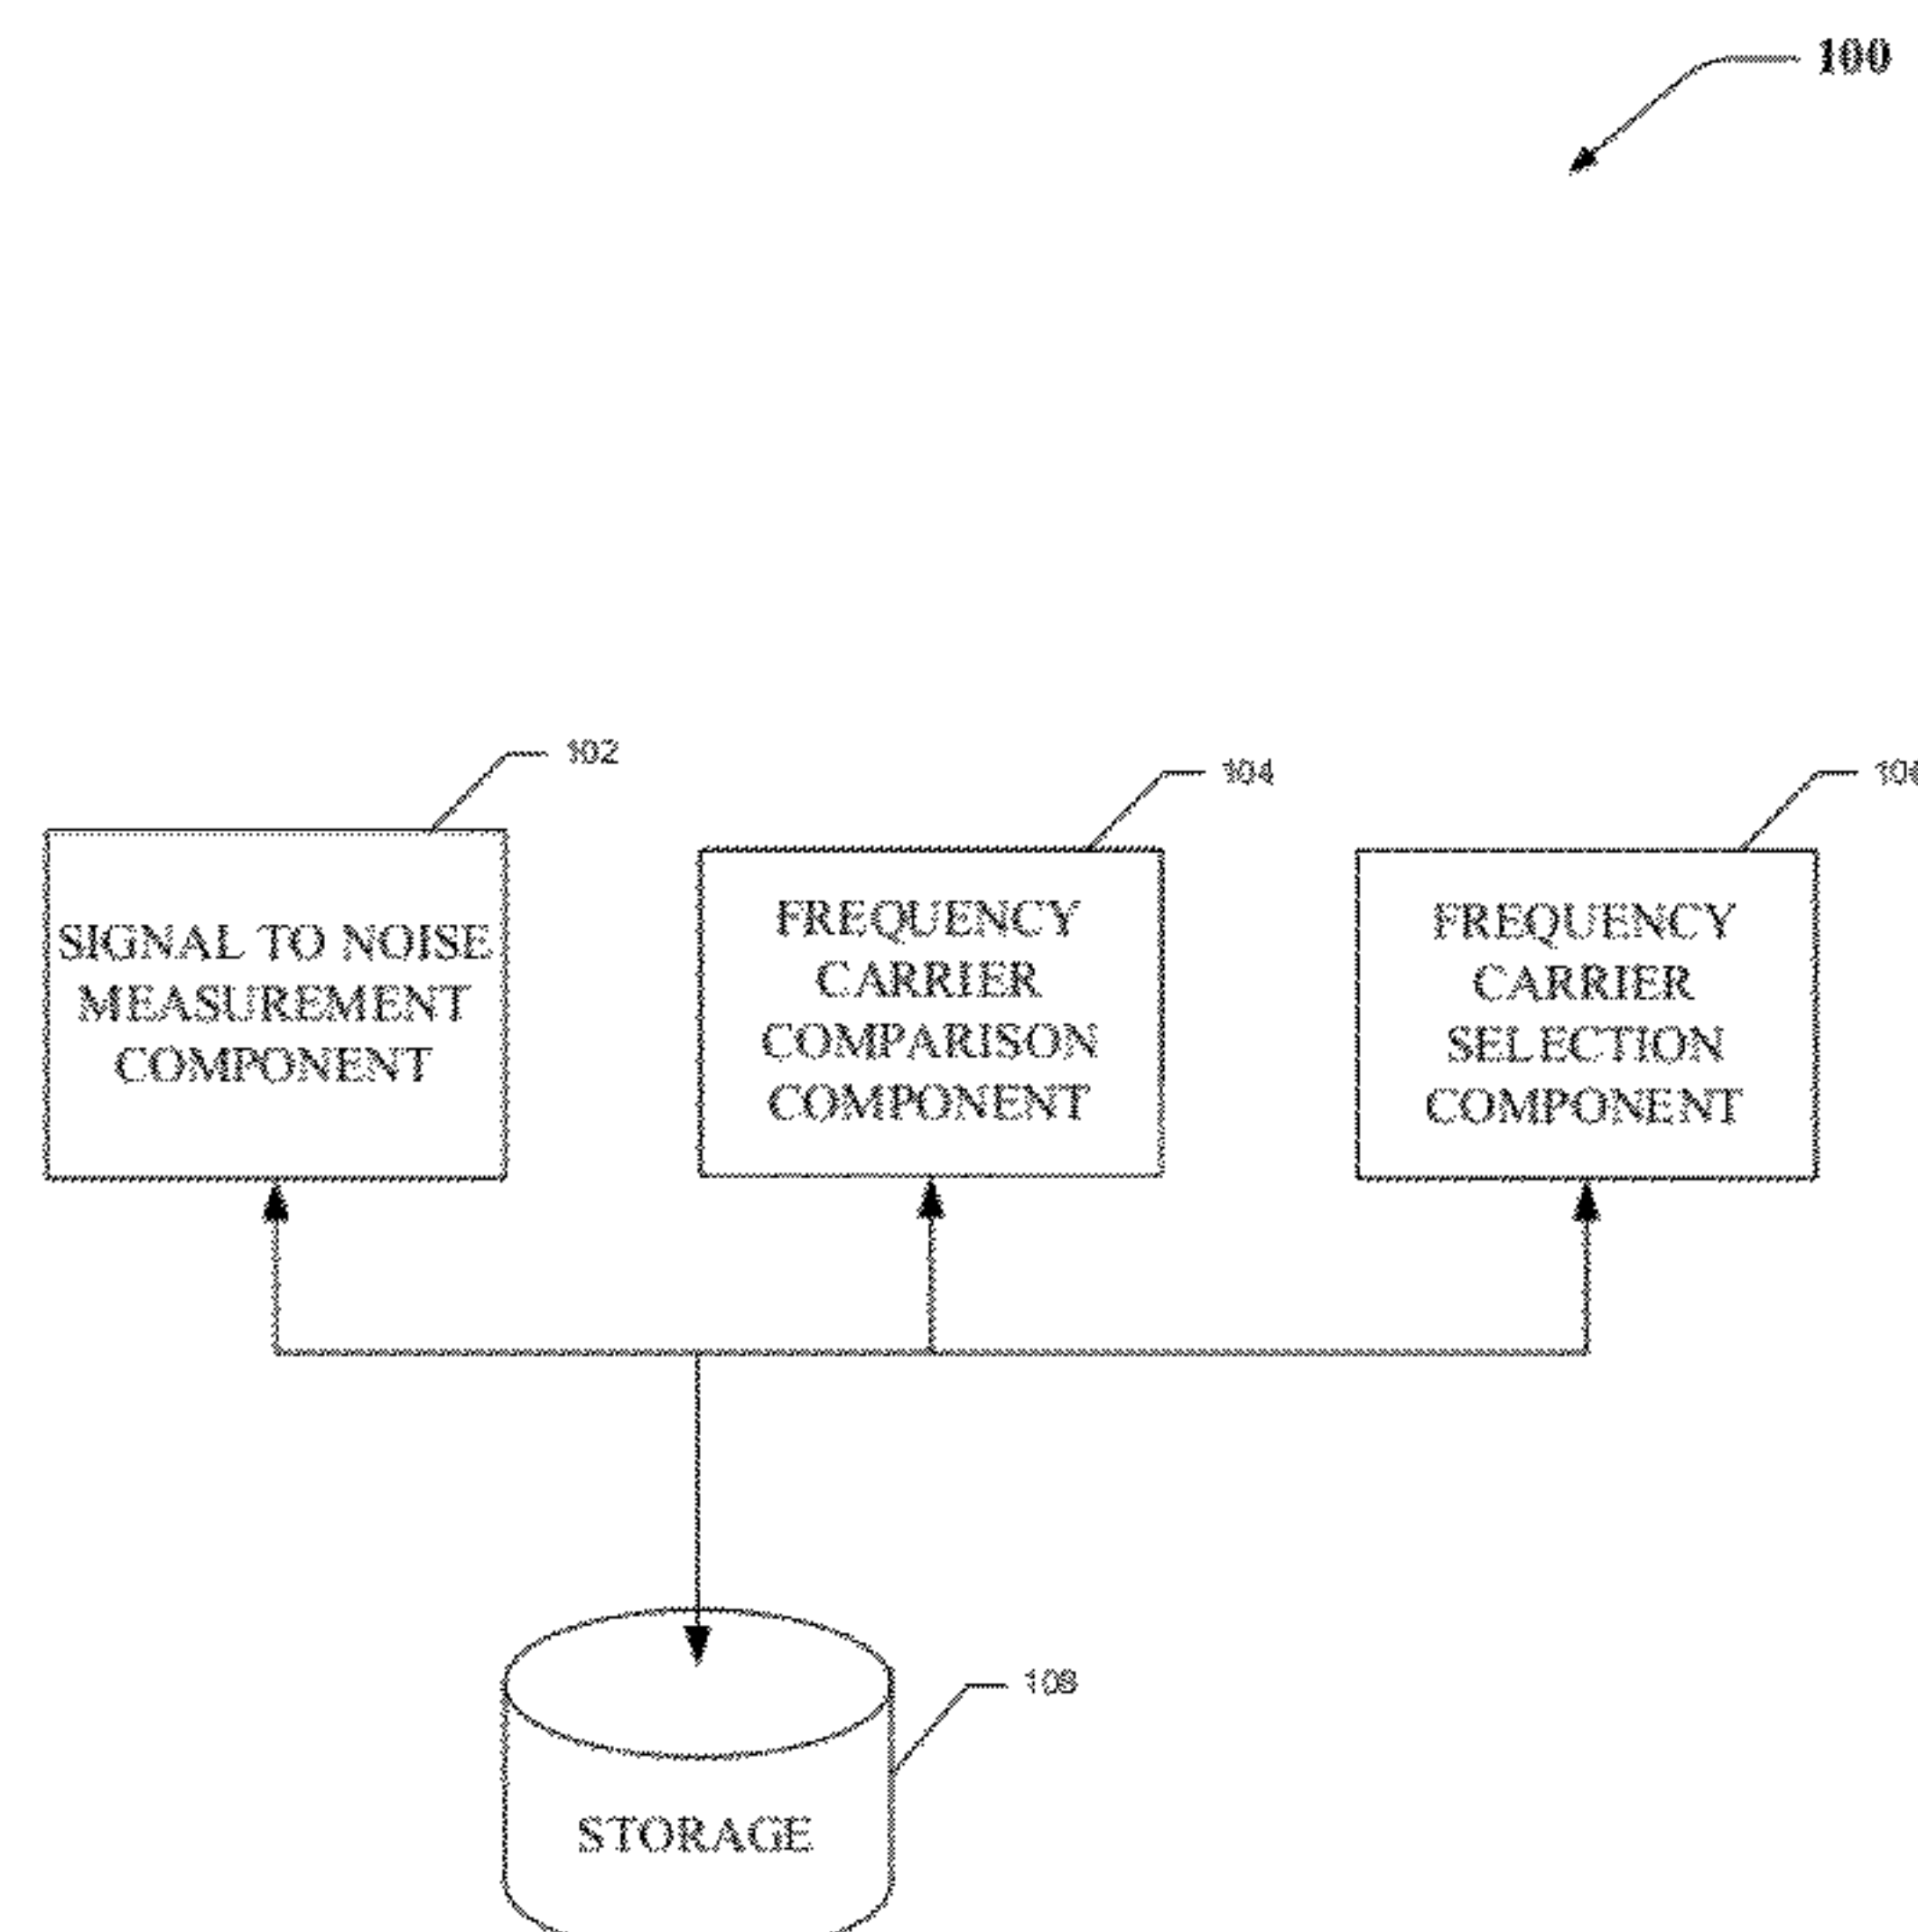 100
102
104
SIGNAL TO NOISE
MEASUREMENT
COMPONENT
FREQUENCY
CARRIER
COMPARISON
COMPONENT
FREQUENCY
CARRIER
SELECTION
COMPONENT
108
STORAGE